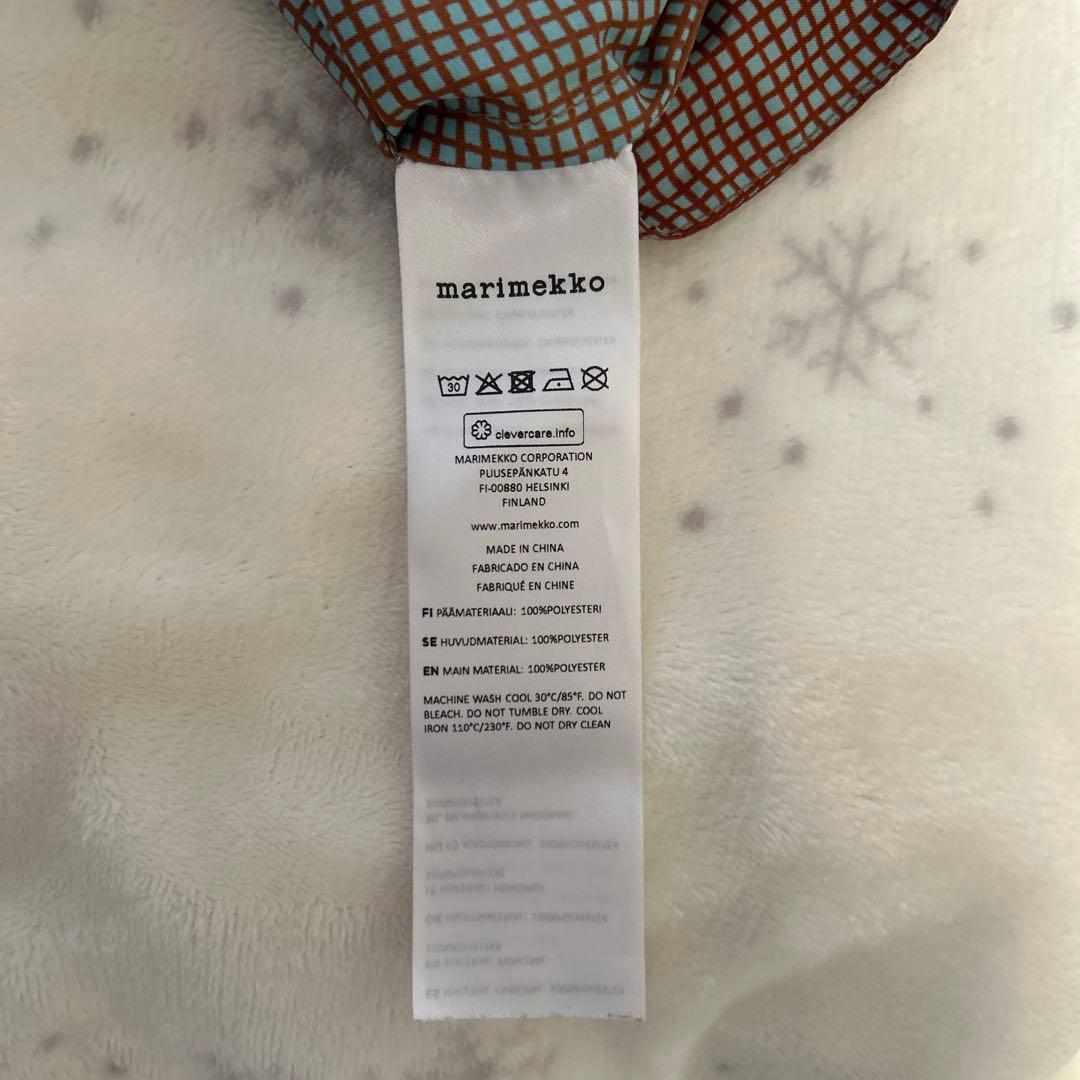 marimekko
30
clevercare.info
MARIMEKKO CORPORATION
PUUSEPÄNKATU 4
FI-00880 HELSINKI
FINLAND
www.marimekko.com
MADE IN CHINA
FABRICADO EN CHINA
FABRIQUÉ EN CHINE
FI PÄÄMATERIAALI: 100%POLYESTERI
SE HUVUDMATERIAL: 100%POLYESTER
EN MAIN MATERIAL: 100%POLYESTER
MACHINE WASH COOL 30°C/85°F. DO NOT
BLEACH. DO NOT TUMBLE DRY. COOL
IRON 110°C/230°F. DO NOT DRY CLEAN